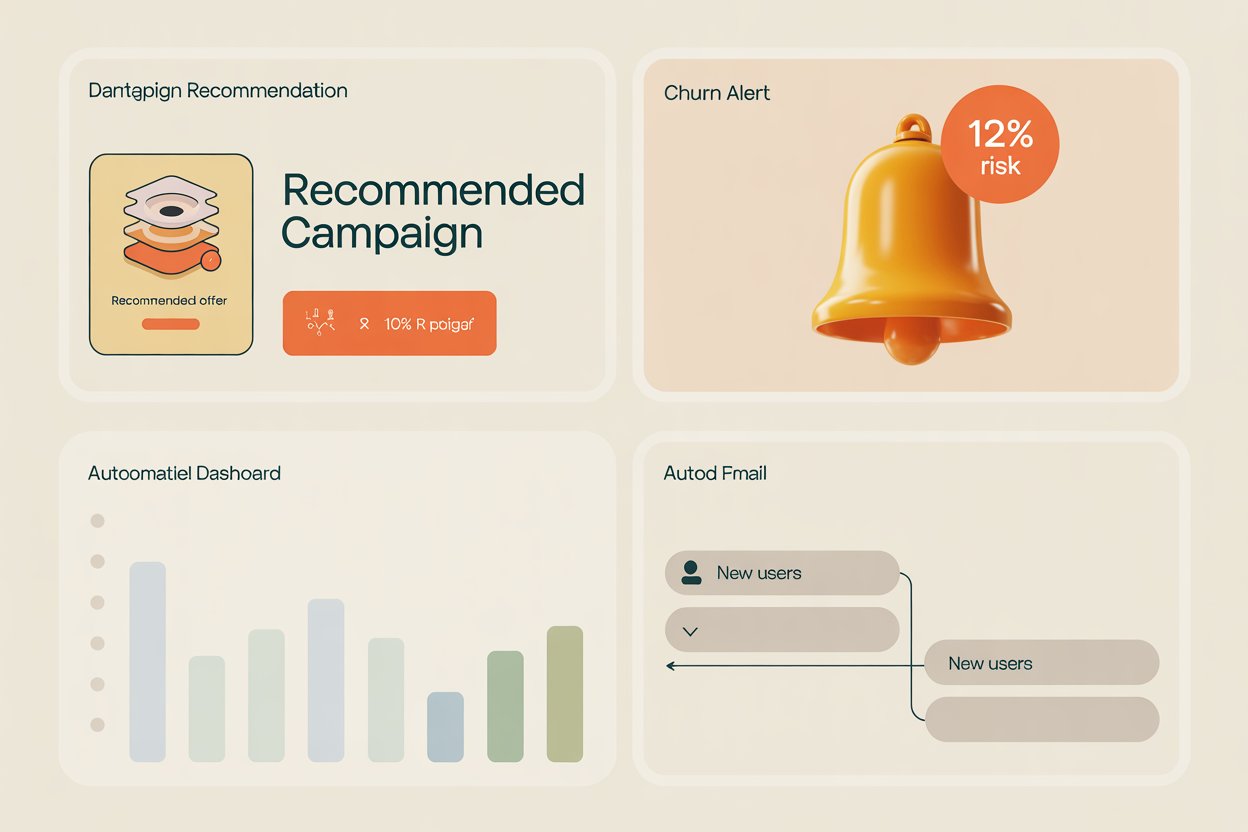 Dantapign Recommendation
Recommended offer
Recommended
Campaign
10% R poigaf
Churn Alert
12%
risk
Autoomatiel Dashoard
Autod Fmail
New users
New users